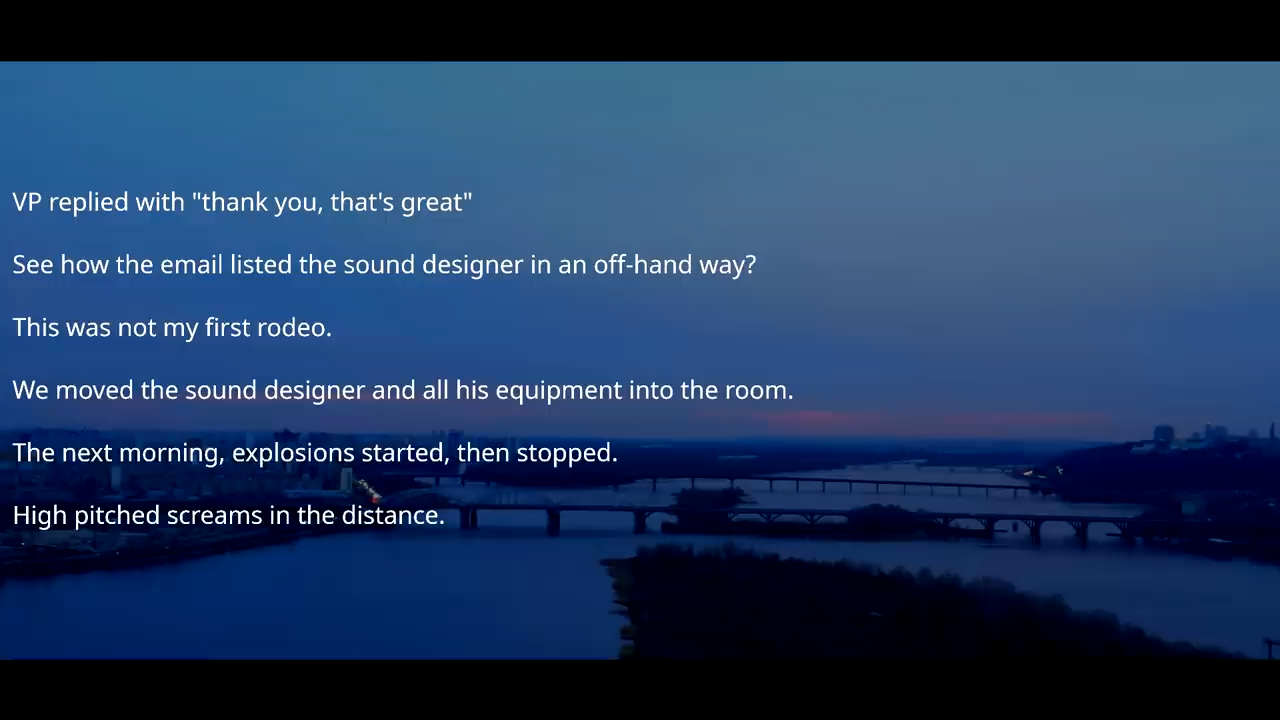 VP replied with "thank you, that's great"
See how the email listed the sound designer in an off-hand way?
This was not my first rodeo.
We moved the sound designer and all his equipment into the room.
The next morning, explosions started, then stopped.
High pitched screams in the distance.